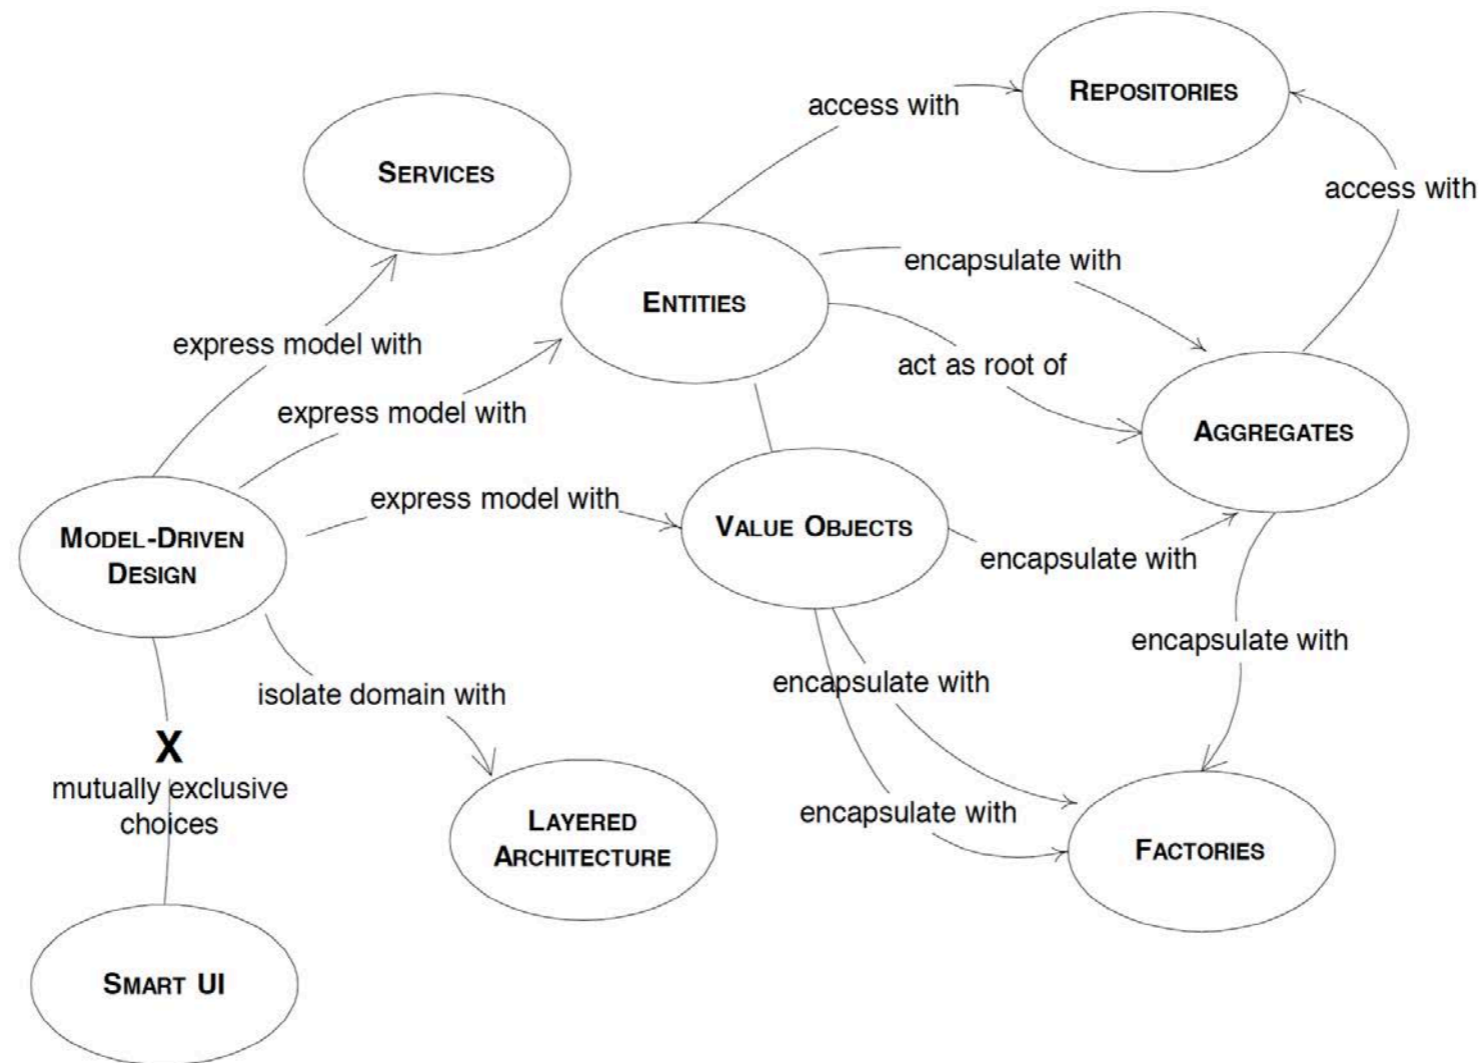 REPOSITORIES
access with
SERVICES
access with
encapsulate with
ENTITIES
express model with
act as root of
express model with
AGGREGATES
express model with
VALUE OBJECTS
MODEL-DRIVEN
DESIGN
encapsulate with
encapsulate with
encapsulate with
isolate domain with
X
mutually exclusive
choices
encapsulate with
LAYERED
ARCHITECTURE
FACTORIES
SMART UI